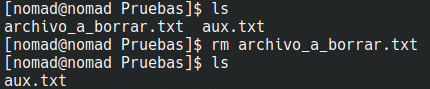 [nomad@nomad Pruebas]$ ls
archivo_a_borrar.txt  aux.txt
[nomad@nomad Pruebas]$ rm archivo_a_borrar.txt
[nomad@nomad Pruebas]$ ls
aux.txt